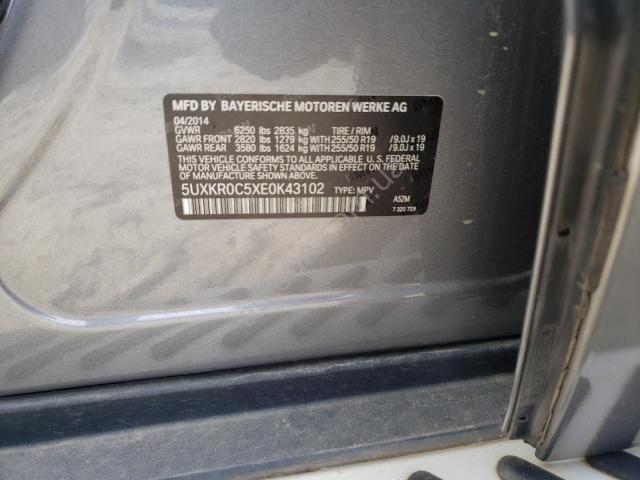 MFD BY BAYERISCHE MOTOREN WERKE AG
04/2014
GVWR 6250 lbs 2835 kg TIRE / RIM
GAWR FRONT 2820 lbs 1279 kg WITH 255/50 R19 /9.0J x 19
GAWR REAR 3580 lbs 1624 kg WITH 255/50 R19 /9.0J x 19
THIS VEHICLE CONFORMS TO ALL APPLICABLE U. S. FEDERAL
MOTOR VEHICLE SAFETY STANDARDS IN EFFECT ON THE DATE
OF MANUFACTURE SHOWN ABOVE.
5UXKR0C5XE0K43102 TYPE: MPV
A52M
7 320 729